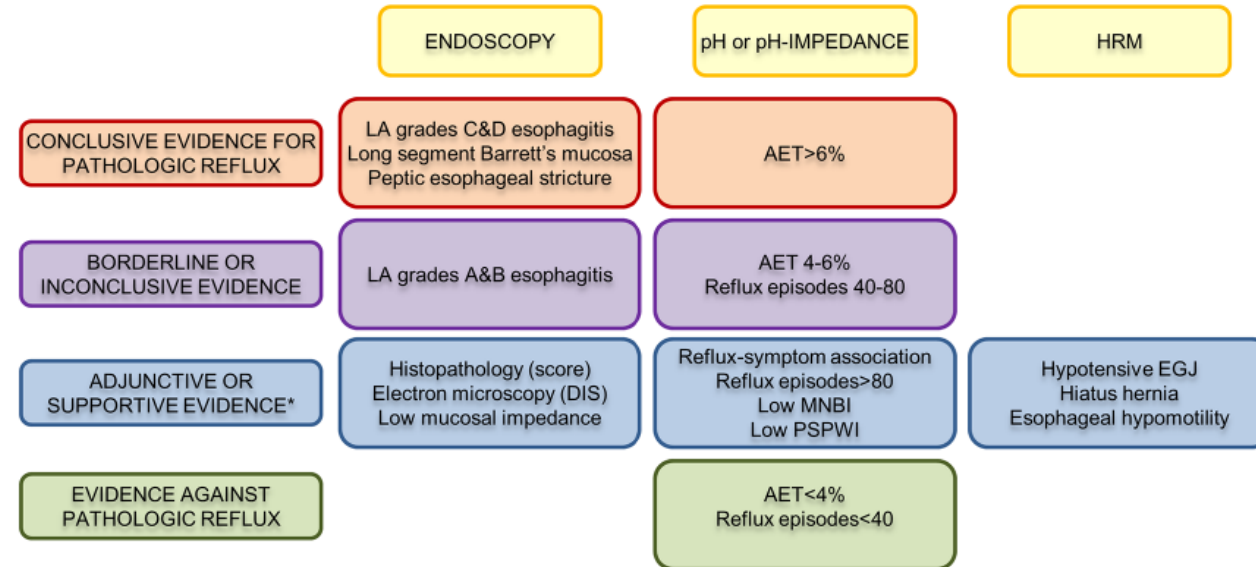 ENDOSCOPY
pH or pH-IMPEDANCE
HRM
CONCLUSIVE EVIDENCE FOR
PATHOLOGIC REFLUX
LA grades C&D esophagitis
Long segment Barrett's mucosa
Peptic esophageal stricture
AET>6%
BORDERLINE OR
INCONCLUSIVE EVIDENCE
LA grades A&B esophagitis
AET 4-6%
Reflux episodes 40-80
ADJUNCTIVE OR
SUPPORTIVE EVIDENCE*
Histopathology (score)
Electron microscopy (DIS)
Low mucosal impedance
Reflux-symptom association
Reflux episodes>80
Low MNBI
Low PSPWI
Hypotensive EGJ
Hiatus hernia
Esophageal hypomotility
EVIDENCE AGAINST
PATHOLOGIC REFLUX
AET<4%
Reflux episodes<40